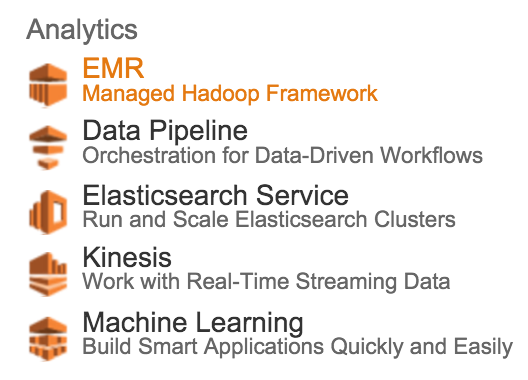 Analytics
EMR
Managed Hadoop Framework
Data Pipeline
Orchestration for Data-Driven Workflows
Elasticsearch Service
Run and Scale Elasticsearch Clusters
Kinesis
Work with Real-Time Streaming Data
Machine Learning
Build Smart Applications Quickly and Easily